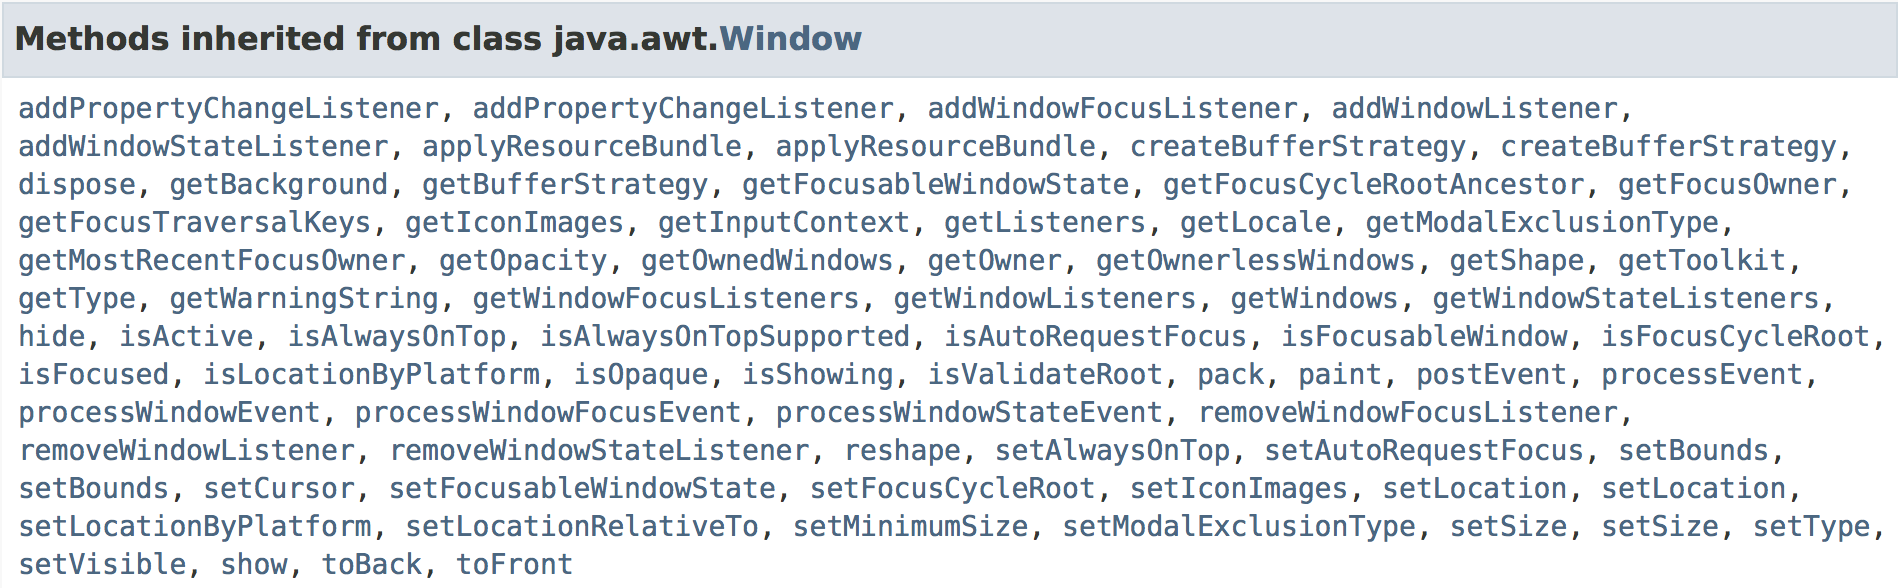 Methods inherited from class java.awt.Window
addPropertyChangeListener, addPropertyChangeListener, addWindowFocusListener, addWindowListener,
addWindowStateListener, applyResourceBundle, applyResourceBundle, createBufferStrategy, createBufferStrategy,
dispose, getBackground, getBufferStrategy, getFocusableWindowState, getFocusCycleRootAncestor, getFocusOwner,
getFocusTraversalKeys, getIconImages, getInputContext, getListeners, getLocale, getModalExclusionType,
getMostRecentFocusOwner, getOpacity, getOwnedWindows, getOwner, getOwnerlessWindows, getShape, getToolkit,
getType, getWarningString, getWindowFocusListeners, getWindowListeners, getWindows, getWindowStateListeners,
hide, isActive, isAlwaysOnTop, isAlwaysOnTopSupported, isAutoRequestFocus, isFocusableWindow, isFocusCycleRoot,
isFocused, isLocationByPlatform, isOpaque, isShowing, isValidateRoot, pack, paint, postEvent, processEvent,
processWindowEvent, processWindowFocusEvent, processWindowStateEvent, removeWindowFocusListener,
removeWindowListener, removeWindowStateListener, reshape, setAlwaysOnTop, setAutoRequestFocus, setBounds,
setBounds, setCursor, setFocusableWindowState, setFocusCycleRoot, setIconImages, setLocation, setLocation,
setLocationByPlatform, setLocationRelativeTo, setMinimumSize, setModalExclusionType, setSize, setSize, setType,
setVisible, show, toBack, toFront